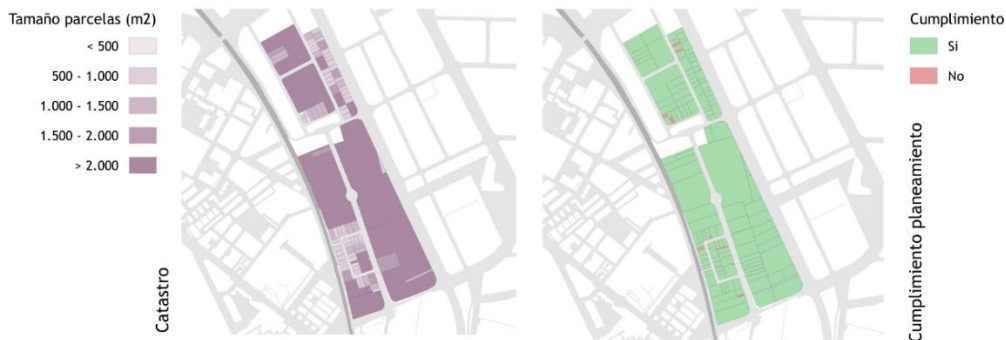 Tamaño parcelas (m2)
< 500
500 - 1.000
1.000 - 1.500
1.500 - 2.000
> 2.000
Catastro
Cumplimiento
Si
No
Cumplimiento planeamiento